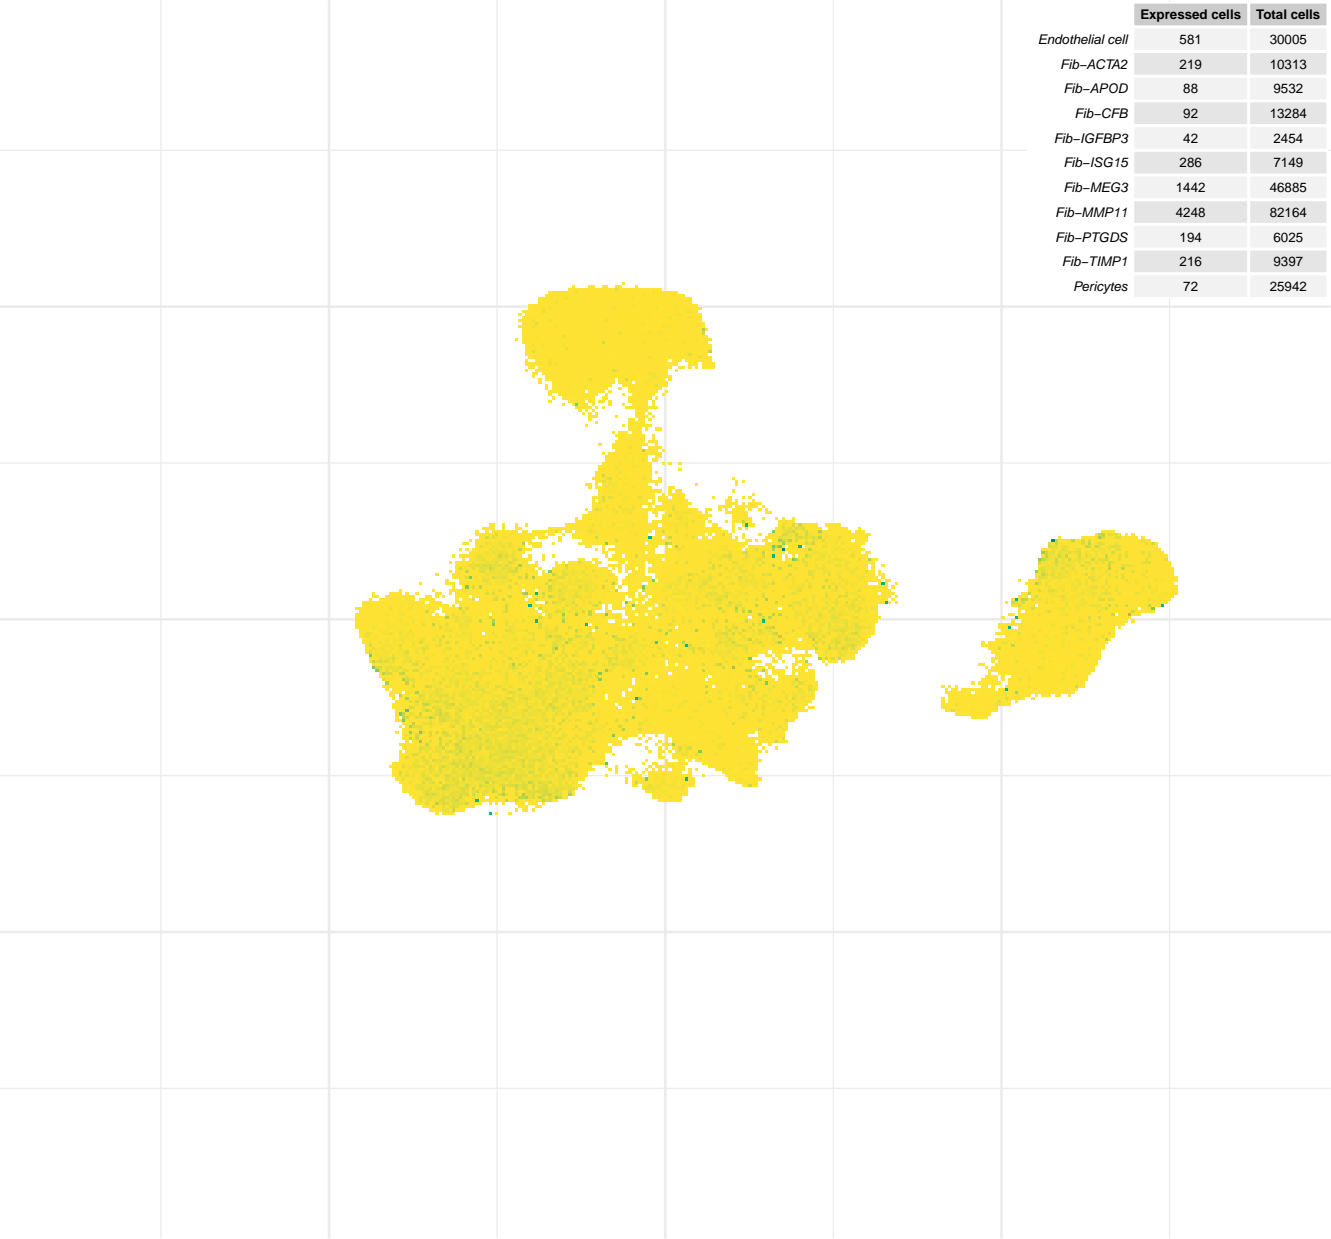 Expressed cells Total cells
Endothelial cell 581 30005
Fib−ACTA2 219 10313
Fib−APOD 88 9532
Fib−CFB 92 13284
Fib−IGFBP3 42 2454
Fib−ISG15 286 7149
Fib−MEG3 1442 46885
Fib−MMP11 4248 82164
Fib−PTGDS 194 6025
Fib−TIMP1 216 9397
Pericytes 72 25942